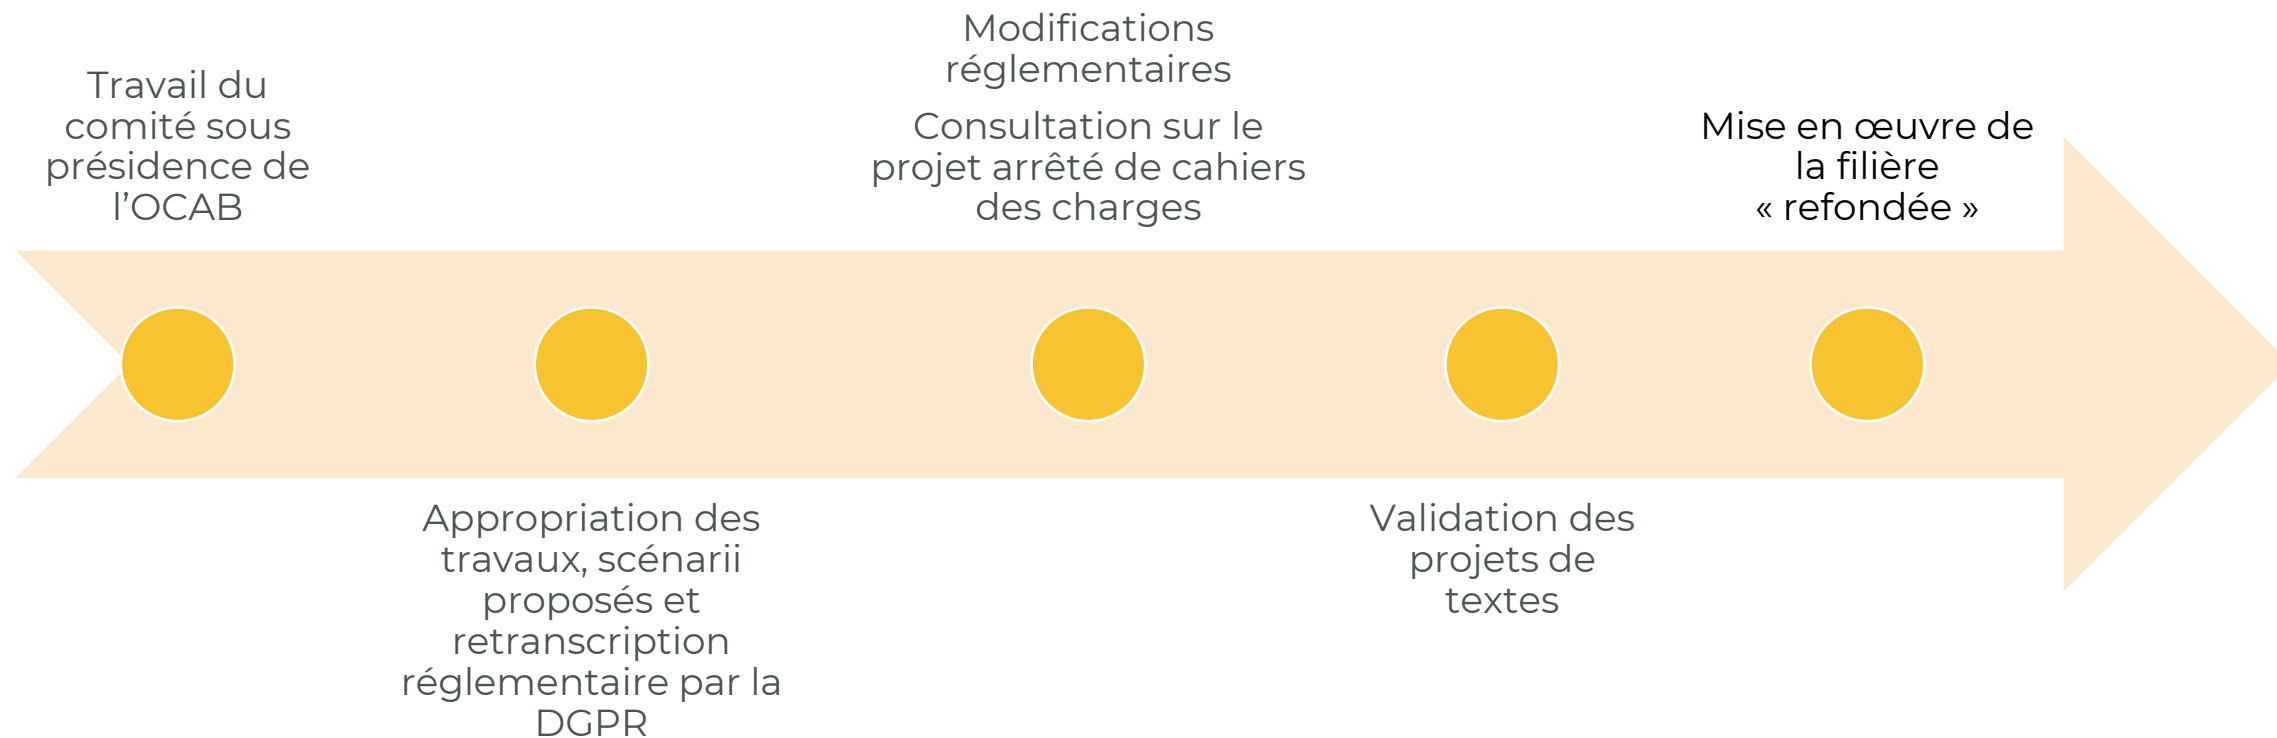 Travail du
comité sous
présidence de
l’OCAB
Appropriation des
travaux, scénarii
proposés et
retranscription
réglementaire par la
DGPR
Modifications
réglementaires
Consultation sur le
projet arrêté de cahiers
des charges
Validation des
projets de
textes
Mise en œuvre de
la filière
« refondée »